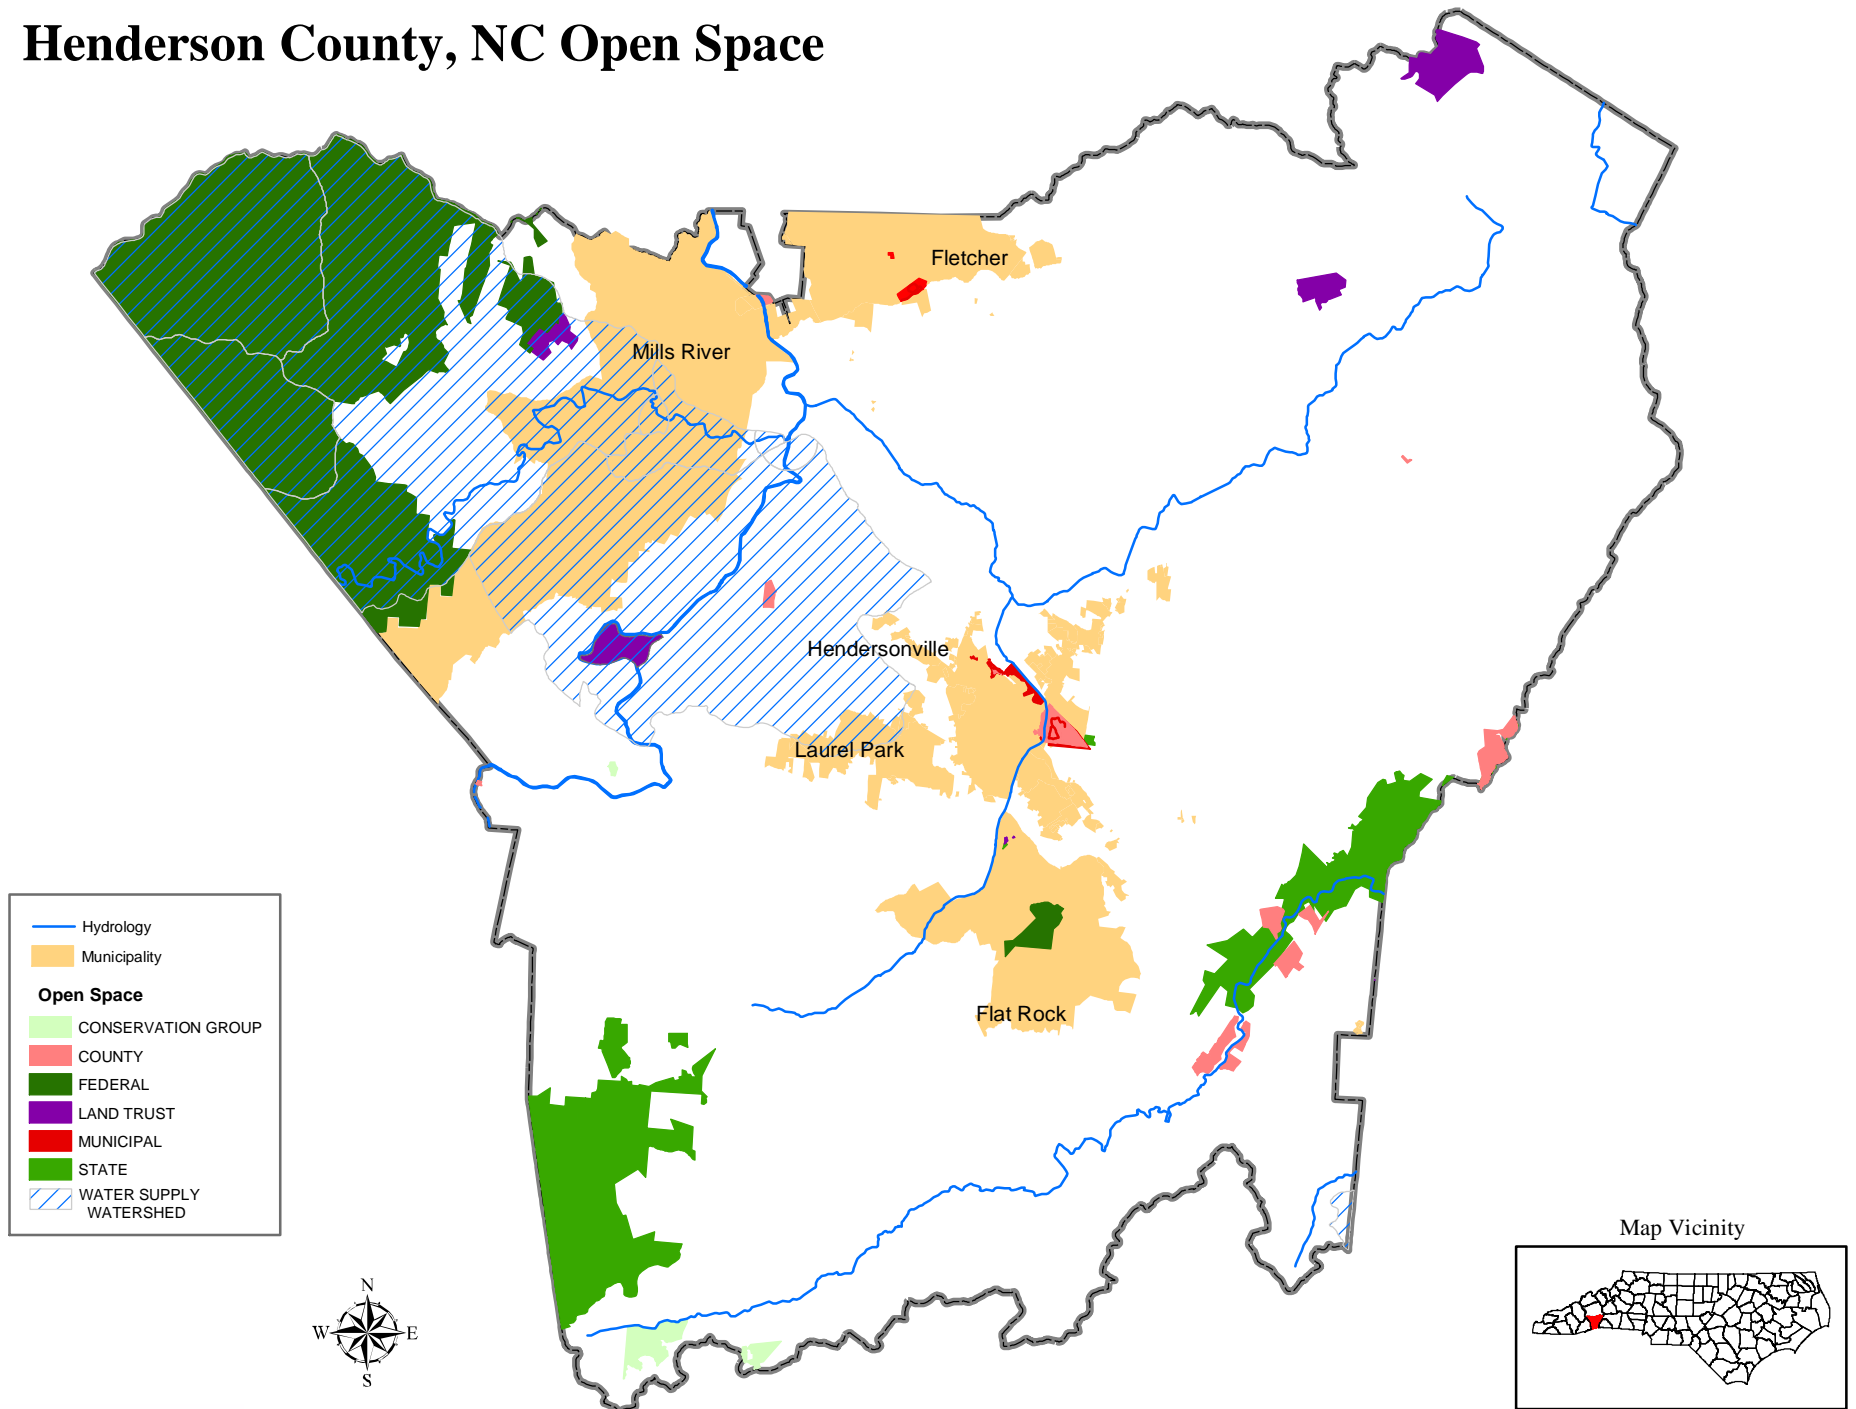 Henderson County, NC Open Space
Fletcher
Mills River
Hendersonville
Laurel Park
Flat Rock
Hydrology
Municipality
Open Space
CONSERVATION GROUP
COUNTY
FEDERAL
LAND TRUST
MUNICIPAL
STATE
WATER SUPPLY
WATERSHED
N
W
E
S
Map Vicinity